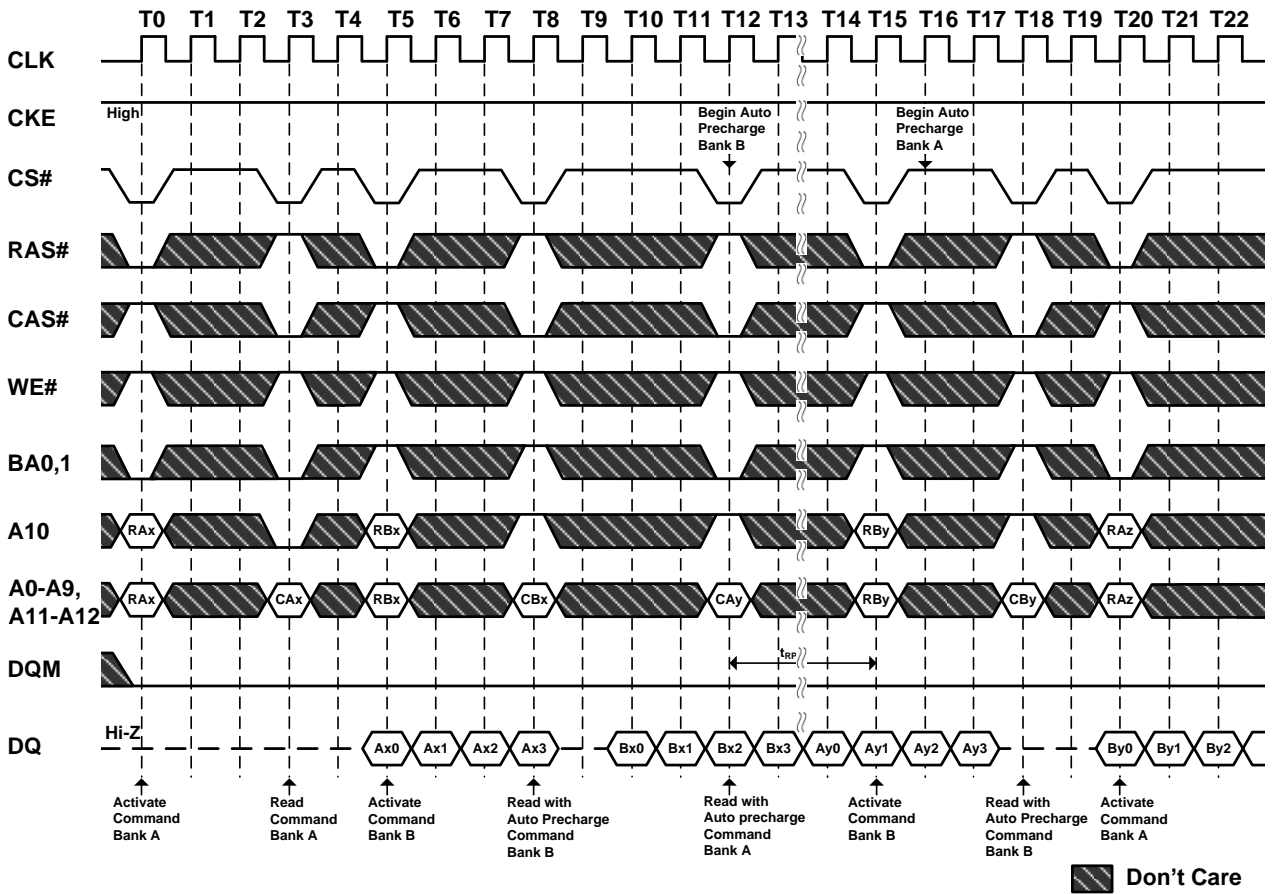 T0 T1 T2 T3 T4 T5 T6 T7 T8 T9 T10 T11 T12 T13 T14 T15 T16 T17 T18 T19 T20 T21 T22
CLK
CKE
High
Begin Auto
Precharge
Bank B
Begin Auto
Precharge
Bank A
CS#
RAS#
CAS#
WE#
BA0,1
A10
RAx
RBx
RBy
RAz
A0-A9,
A11-A12
RAx
CAx
RBx
CBx
CAy
RBy
CBy
RAz
DQM
tRP
DQ
Hi-Z
Ax0
Ax1
Ax2
Ax3
Bx0
Bx1
Bx2
Bx3
Ay0
Ay1
Ay2
Ay3
By0
By1
By2
Activate
Command
Bank A
Read
Command
Bank A
Activate
Command
Bank B
Read with
Auto Precharge
Command
Bank B
Read with
Auto precharge
Command
Bank A
Activate
Command
Bank B
Read with
Auto Precharge
Command
Bank B
Activate
Command
Bank A
Don't Care